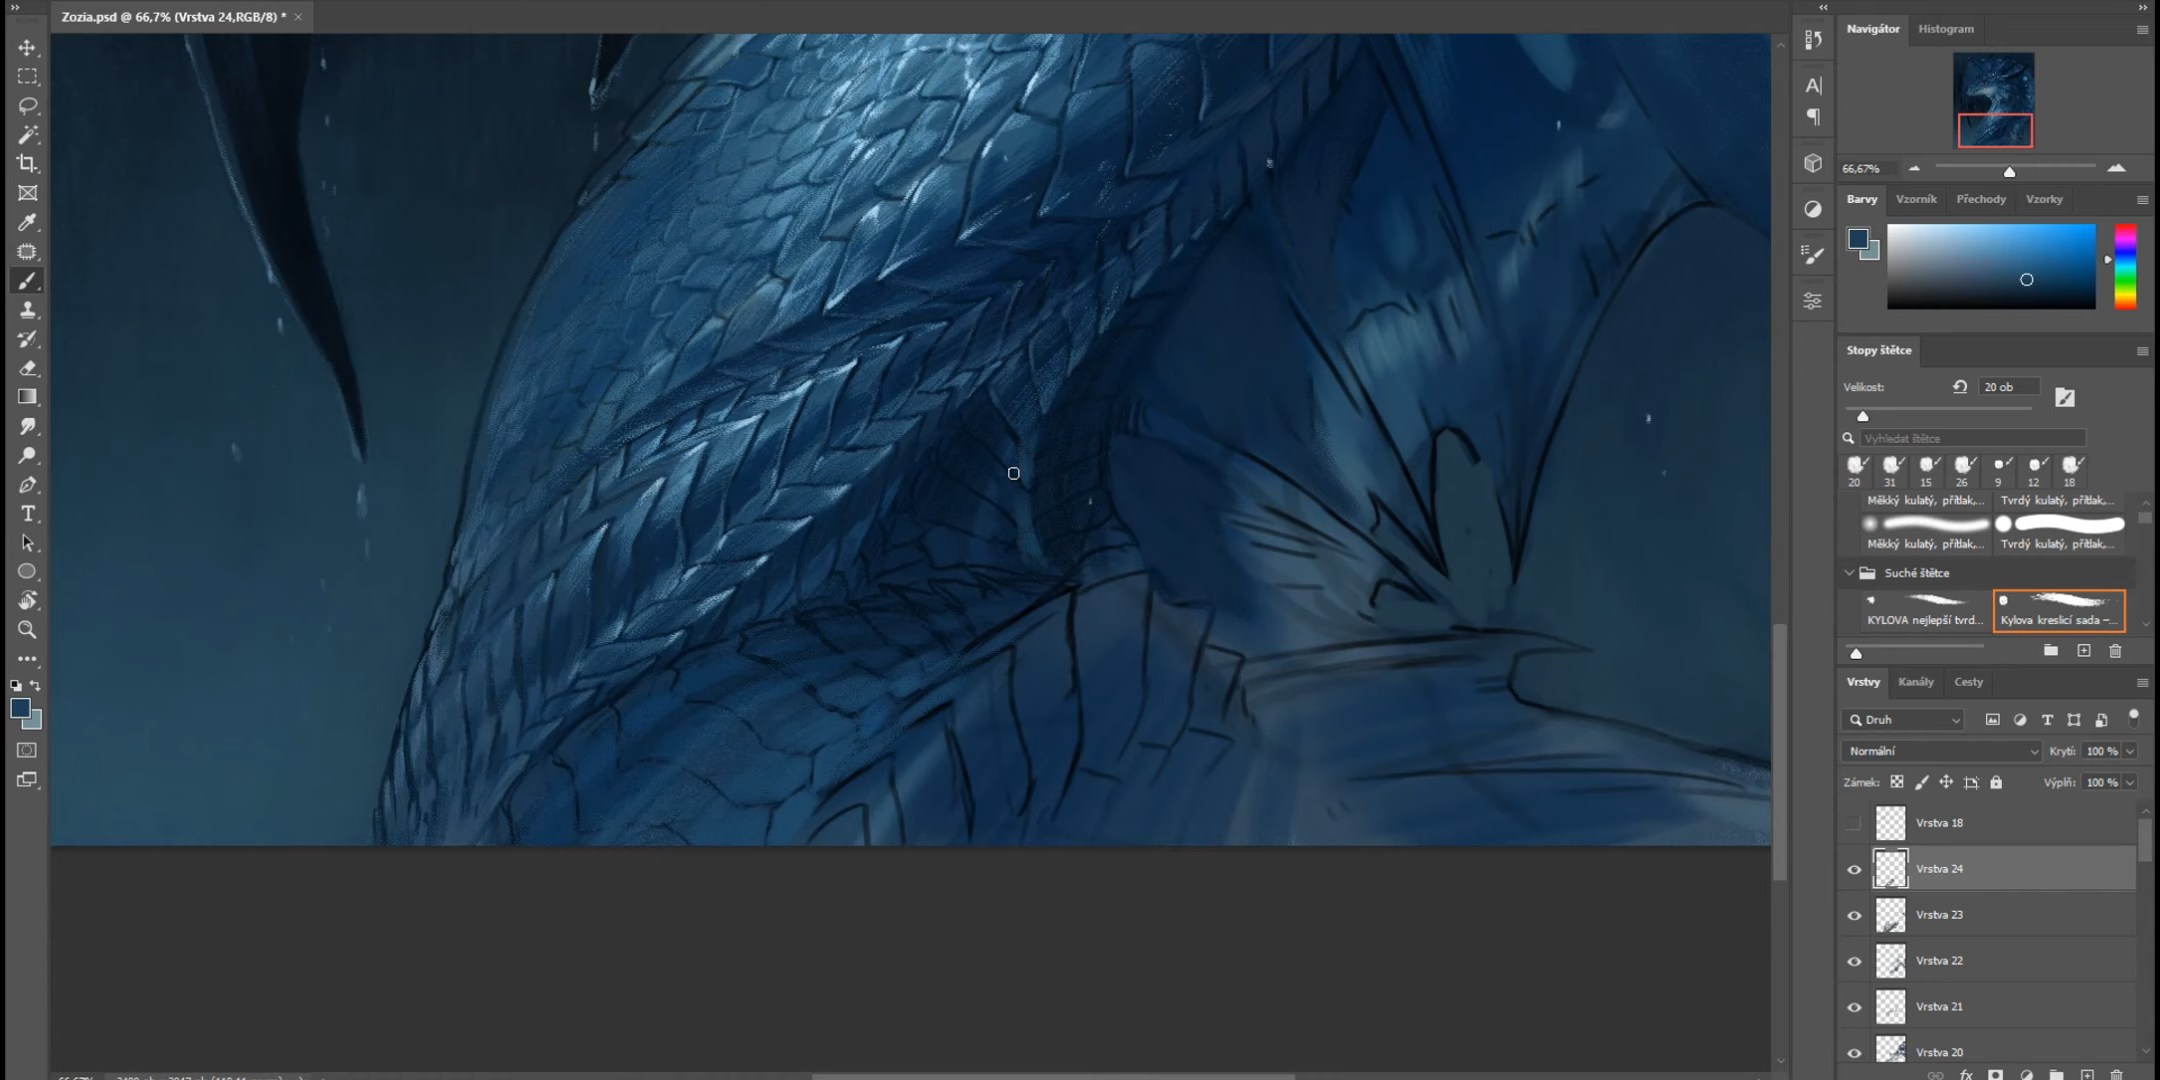 Zozia.psd @ 66,7% (Vrstva 24,RGB/8) *
Navigátor
Histogram
66,67%
Barvy
Vzorník
Přechody
Vzorky
Stopy štětce
Velikost:
20 ob
Vyhledat štětce
20
31
15
26
9
12
18
Měkký kulatý, přítlak,...
Tvrdý kulatý, přítlak,...
Měkký kulatý, přítlak,...
Tvrdý kulatý, přítlak,...
Suché štětce
KYLOVA nejlepší tvrd...
Kylova kreslicí sada –...
Vrstvy
Kanály
Cesty
Druh
Normální
Krytí:
100 %
Zámek:
Výplň:
100 %
Vrstva 18
Vrstva 24
Vrstva 23
Vrstva 22
Vrstva 21
Vrstva 20
fx